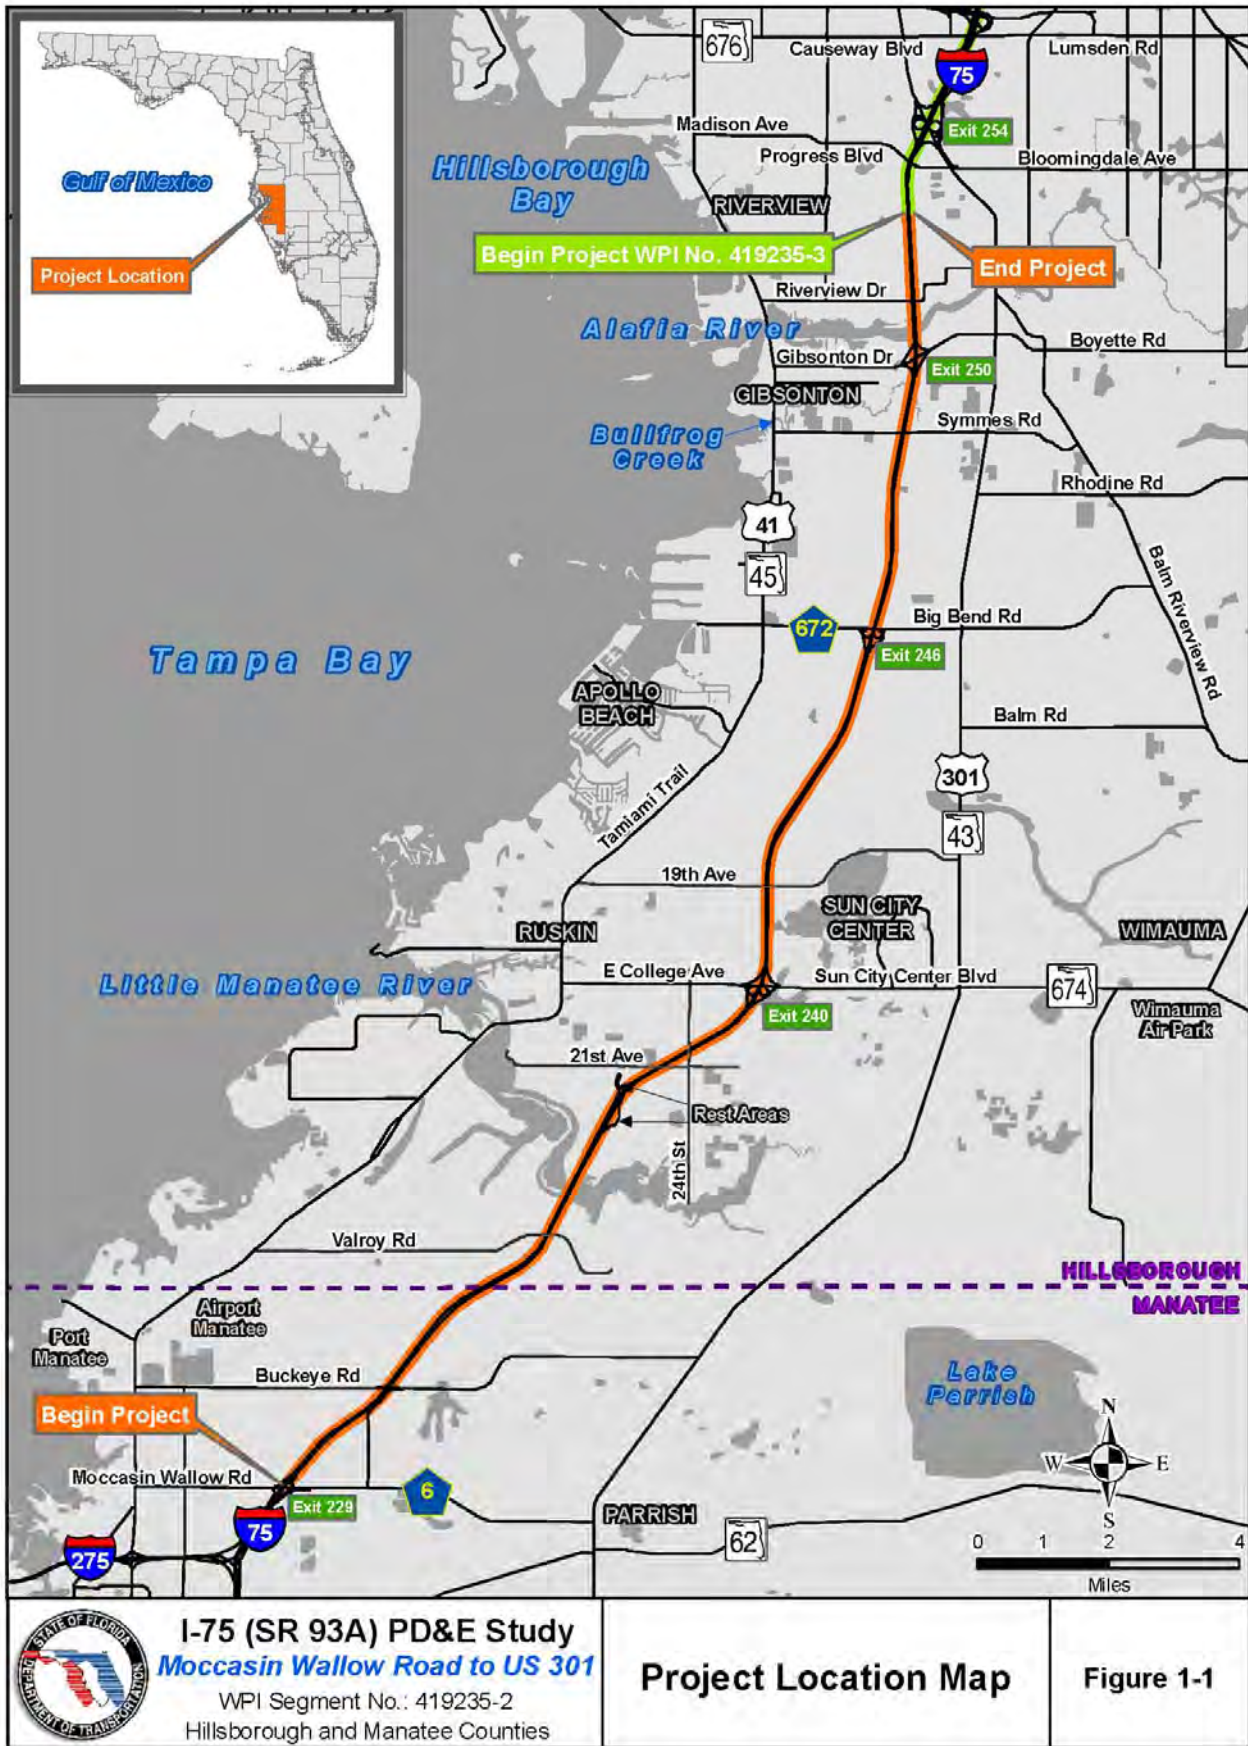 676
Causeway Blvd
Lumsden Rd
75
Exit 254
Madison Ave
Progress Blvd
Bloomingdale Ave
Gulf of Mexico
Project Location
Hillsborough
Bay
RIVERVIEW
Begin Project WPI No. 419235-3
End Project
Riverview Dr
Alafia River
Boyette Rd
Gibsonton Dr
Exit 250
GIBSONTON
Symmes Rd
Bullfrog
Creek
Rhodine Rd
41
45
Balm Riverview Rd
672
Big Bend Rd
Exit 246
Tampa Bay
APOLLO
BEACH
Balm Rd
301
43
Tamiami Trail
19th Ave
SUN CITY
CENTER
RUSKIN
WIMAUMA
E College Ave
Sun City Center Blvd
674
Little Manatee River
Exit 240
Wimauma
Air Park
21st Ave
Rest Areas
24th St
Valroy Rd
HILLSBOROUGH
MANATEE
Airport
Manatee
Port
Manatee
Buckeye Rd
Lake
Parrish
Begin Project
N
W
E
S
Moccasin Wallow Rd
6
Exit 229
75
PARRISH
62
275
0 1 2 4
Miles
STATE OF FLORIDA
DEPARTMENT OF TRANSPORTATION
I-75 (SR 93A) PD&E Study
Moccasin Wallow Road to US 301
WPI Segment No.: 419235-2
Hillsborough and Manatee Counties
Project Location Map
Figure 1-1